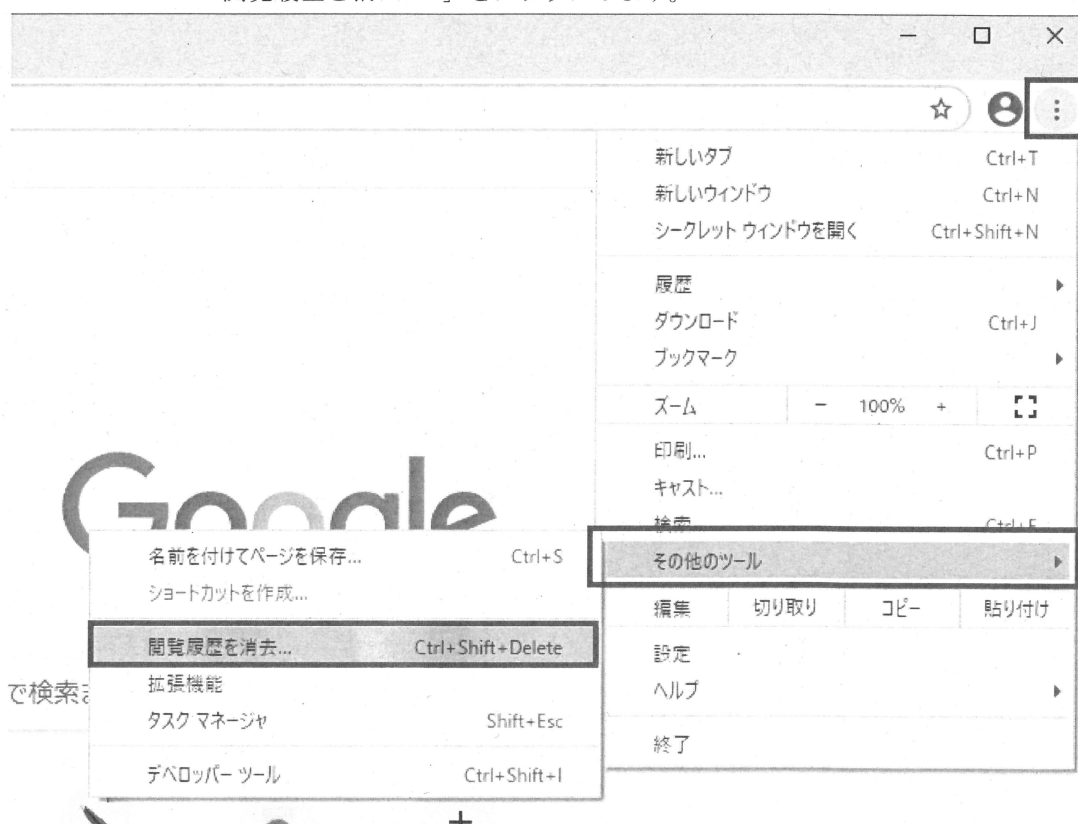 新しいタブ Ctrl+T
新しいウィンドウ Ctrl+N
シークレット ウィンドウを開く Ctrl+Shift+N
履歴
ダウンロード Ctrl+J
ブックマーク
ズーム - 100% +
印刷... Ctrl+P
キャスト...
検索... Ctrl+F
その他のツール
編集 切り取り コピー 貼り付け
設定
ヘルプ
終了
Google
名前を付けてページを保存... Ctrl+S
ショートカットを作成...
閲覧履歴を消去... Ctrl+Shift+Delete
拡張機能
タスク マネージャ Shift+Esc
デベロッパー ツール Ctrl+Shift+I
で検索